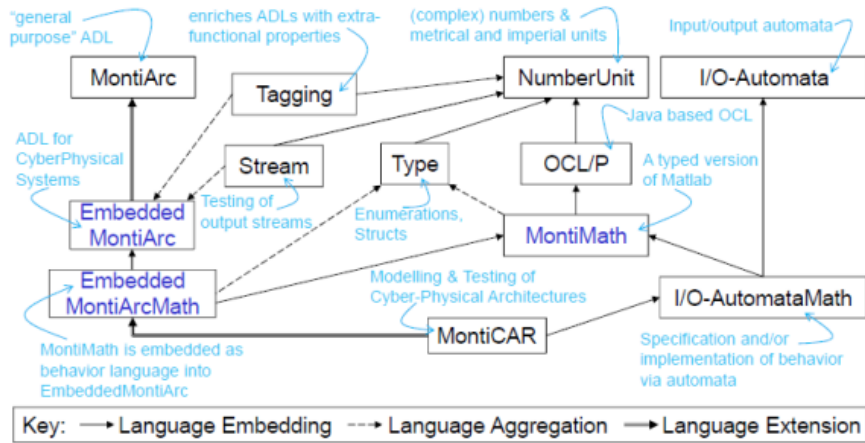 "general
purpose" ADL
enriches ADLs with extra-
functional properties
(complex) numbers &
metrical and imperial units
Input/output automata
MontiArc
Tagging
NumberUnit
I/O-Automata
Java based OCL
ADL for
CyberPhysical
Systems
Stream
Type
OCL/P
A typed version
of Matlab
Testing of
output streams
Enumerations,
Structs
Embedded
MontiArc
MontiMath
Embedded
MontiArcMath
Modelling & Testing of
Cyber-Physical Architectures
I/O-AutomataMath
MontiCAR
MontiMath is embedded as
behavior language into
EmbeddedMontiArc
Specification and/or
implementation of behavior
via automata
Key: Language Embedding Language Aggregation Language Extension